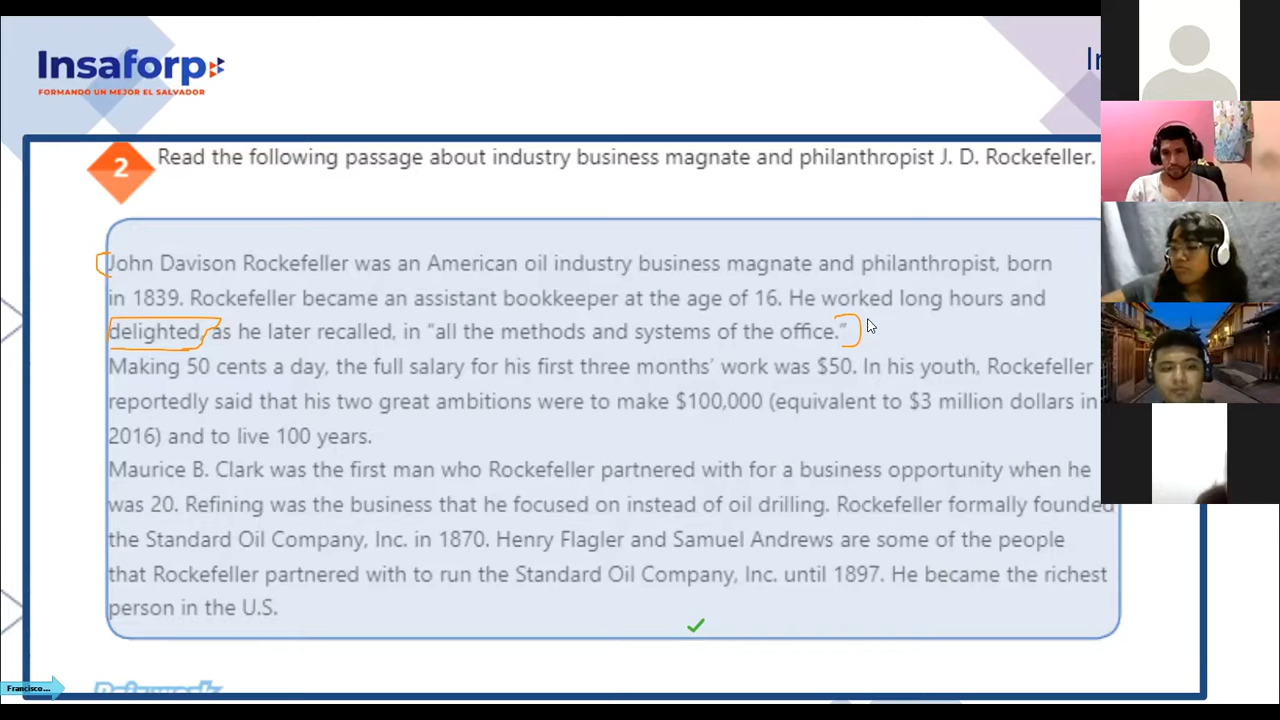 Insaforp
FORMANDO UN MEJOR EL SALVADOR
2
Read the following passage about industry business magnate and philanthropist J. D. Rockefeller.
John Davison Rockefeller was an American oil industry business magnate and philanthropist, born
in 1839. Rockefeller became an assistant bookkeeper at the age of 16. He worked long hours and
delighted, as he later recalled, in “all the methods and systems of the office.”
Making 50 cents a day, the full salary for his first three months’ work was $50. In his youth, Rockefeller
reportedly said that his two great ambitions were to make $100,000 (equivalent to $3 million dollars in
2016) and to live 100 years.
Maurice B. Clark was the first man who Rockefeller partnered with for a business opportunity when he
was 20. Refining was the business that he focused on instead of oil drilling. Rockefeller formally founded
the Standard Oil Company, Inc. in 1870. Henry Flagler and Samuel Andrews are some of the people
that Rockefeller partnered with to run the Standard Oil Company, Inc. until 1897. He became the richest
person in the U.S.
Francisco...